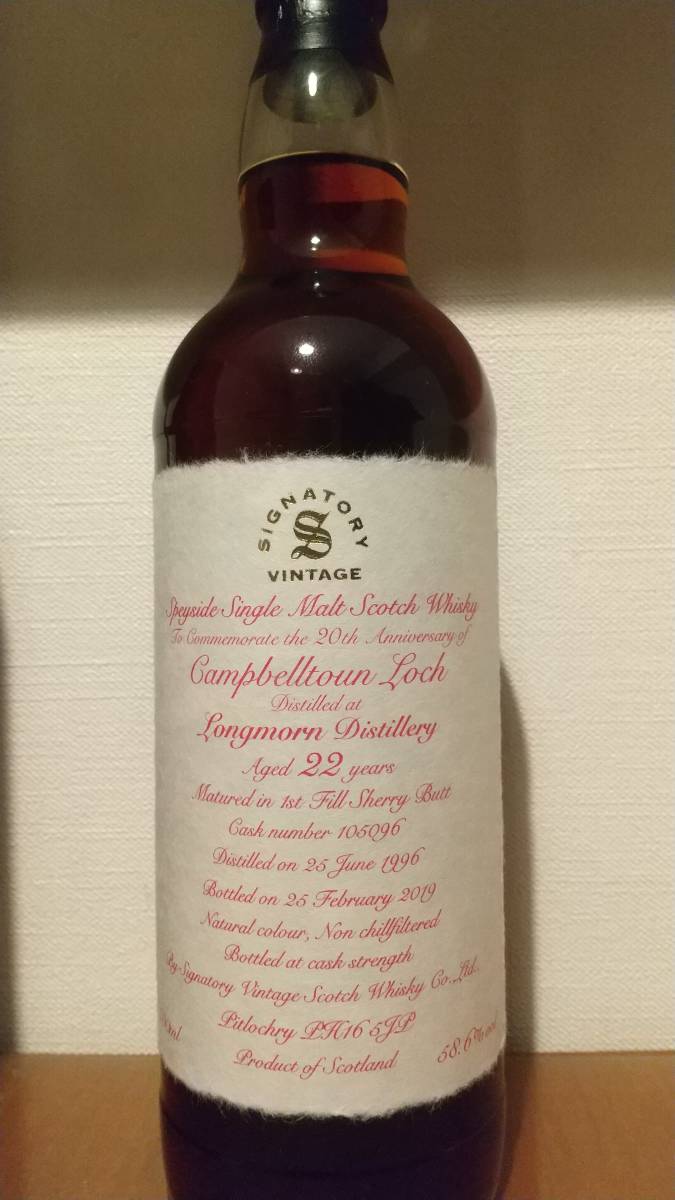 SIGNATORY
S
VINTAGE
Speyside Single Malt Scotch Whisky
To Commemorate the 20th Anniversary of
Campbelltoun Loch
Distilled at
Longmorn Distillery
Aged 22 years
Matured in 1st Fill Sherry Butt
Cask number 105096
Distilled on 25 June 1996
Bottled on 25 February 2019
Natural colour, Non chillfiltered
Bottled at cask strength
By Signatory Vintage Scotch Whisky Co., Ltd.,
Pitlochry PH16 5JP
Product of Scotland 58.6% vol